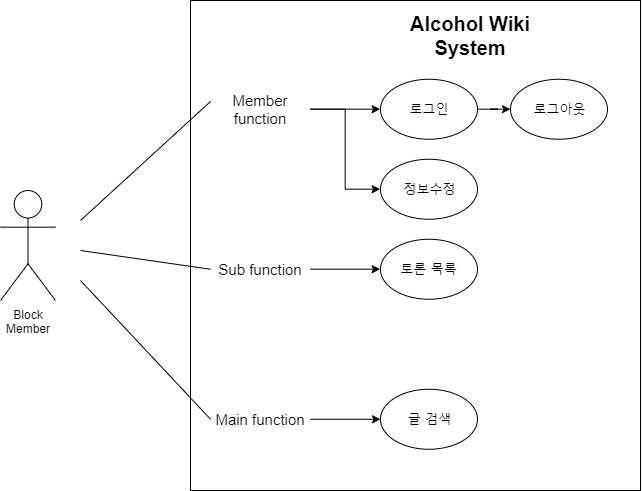 Alcohol Wiki
System
Member
function
로그인
로그아웃
정보수정
Sub function
토론 목록
Block
Member
Main function
글 검색